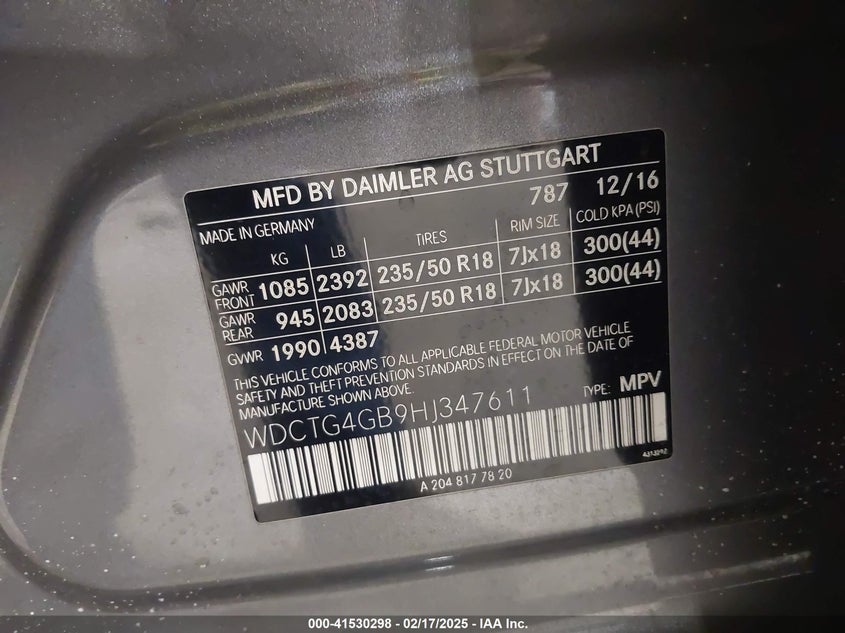 MFD BY DAIMLER AG STUTTGART
787 12/16
MADE IN GERMANY
KG LB TIRES RIM SIZE COLD KPA (PSI)
GAWR FRONT 1085 2392 235/50 R18 7Jx18 300(44)
GAWR REAR 945 2083 235/50 R18 7Jx18 300(44)
GVWR 1990 4387
THIS VEHICLE CONFORMS TO ALL APPLICABLE FEDERAL MOTOR VEHICLE
SAFETY AND THEFT PREVENTION STANDARDS IN EFFECT ON THE DATE OF
MANUFACTURE SHOWN ABOVE.
TYPE: MPV
WDCTG4GB9HJ347611
A 204 817 78 20
000-41530298 - 02/17/2025 - IAA Inc.